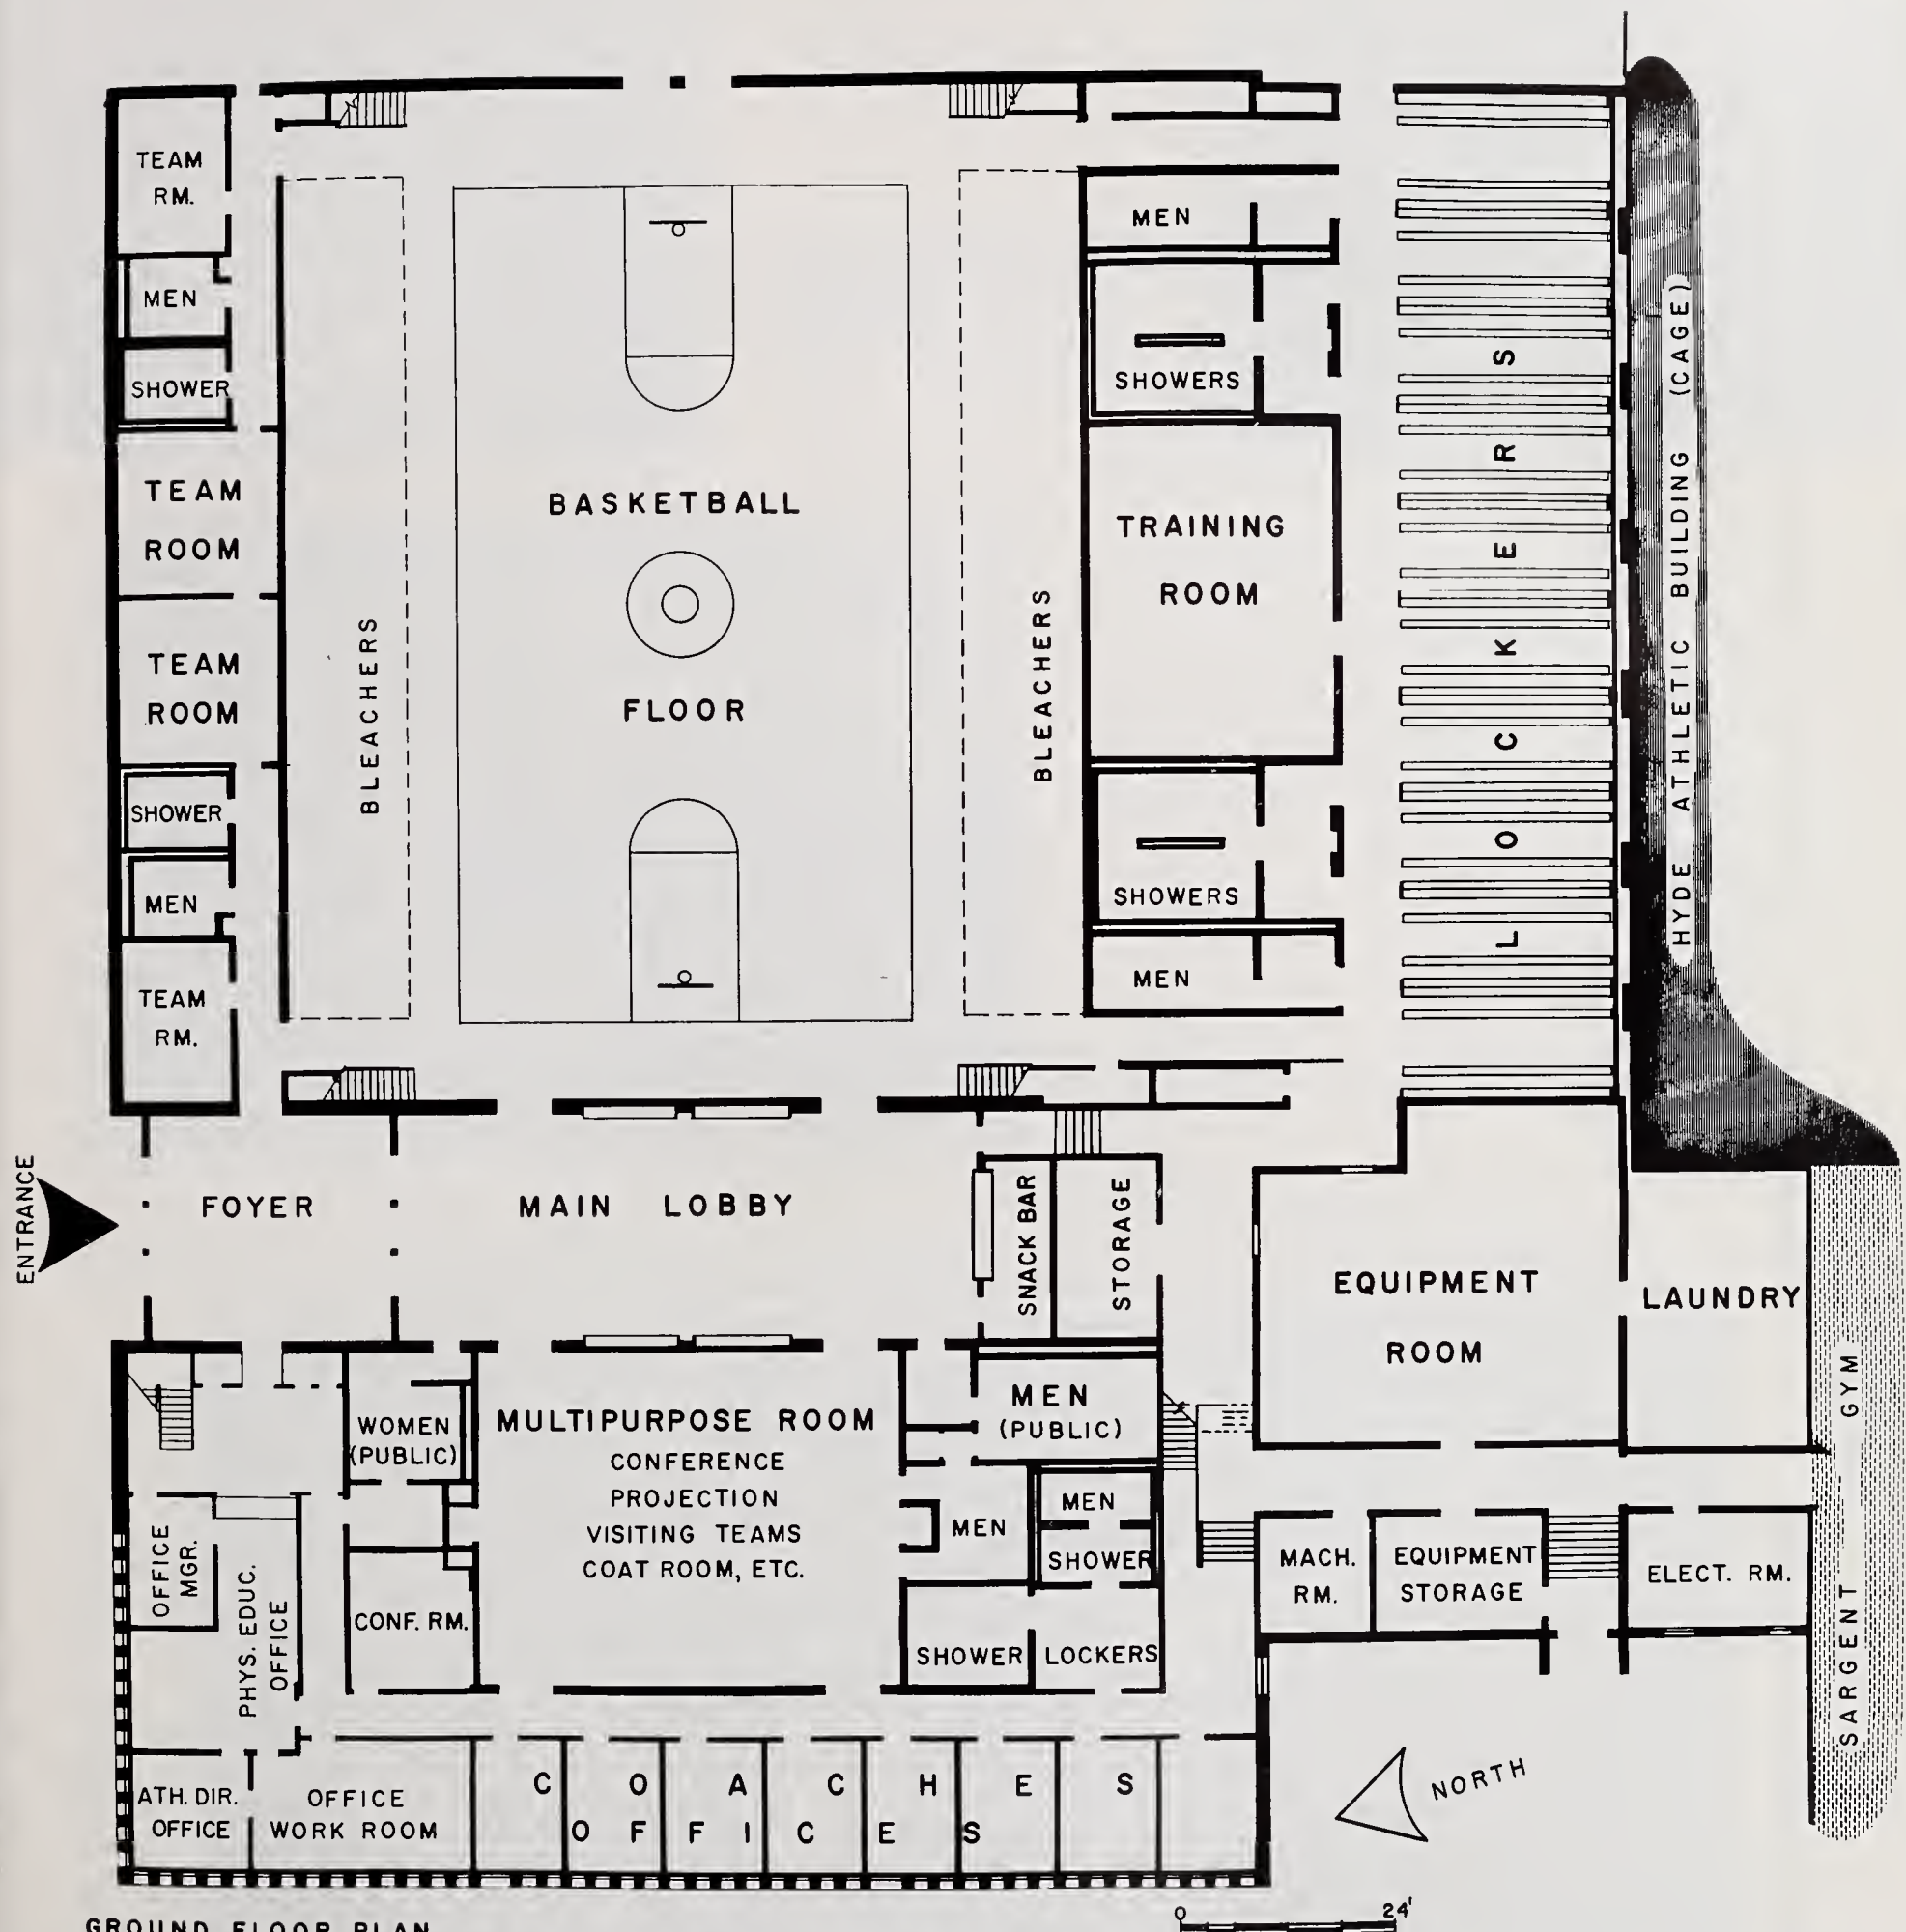 TEAM
RM.
MEN
SHOWER
TEAM
ROOM
TEAM
ROOM
SHOWER
MEN
TEAM
RM.
BLEACHERS
BASKETBALL
FLOOR
BLEACHERS
MEN
SHOWERS
TRAINING
ROOM
SHOWERS
MEN
LOCKERS
HYDE ATHLETIC BUILDING (CAGE)
ENTRANCE
FOYER
MAIN LOBBY
SNACK BAR
STORAGE
EQUIPMENT
ROOM
LAUNDRY
SARGENT GYM
WOMEN
(PUBLIC)
MULTIPURPOSE ROOM
CONFERENCE
PROJECTION
VISITING TEAMS
COAT ROOM, ETC.
MEN
(PUBLIC)
MEN
MEN
SHOWER
SHOWER
LOCKERS
OFFICE
MGR.
PHYS. EDUC.
OFFICE
CONF. RM.
MACH.
RM.
EQUIPMENT
STORAGE
ELECT. RM.
ATH. DIR.
OFFICE
OFFICE
WORK ROOM
COACHES
OFFICES
NORTH
GROUND FLOOR PLAN
0 24'